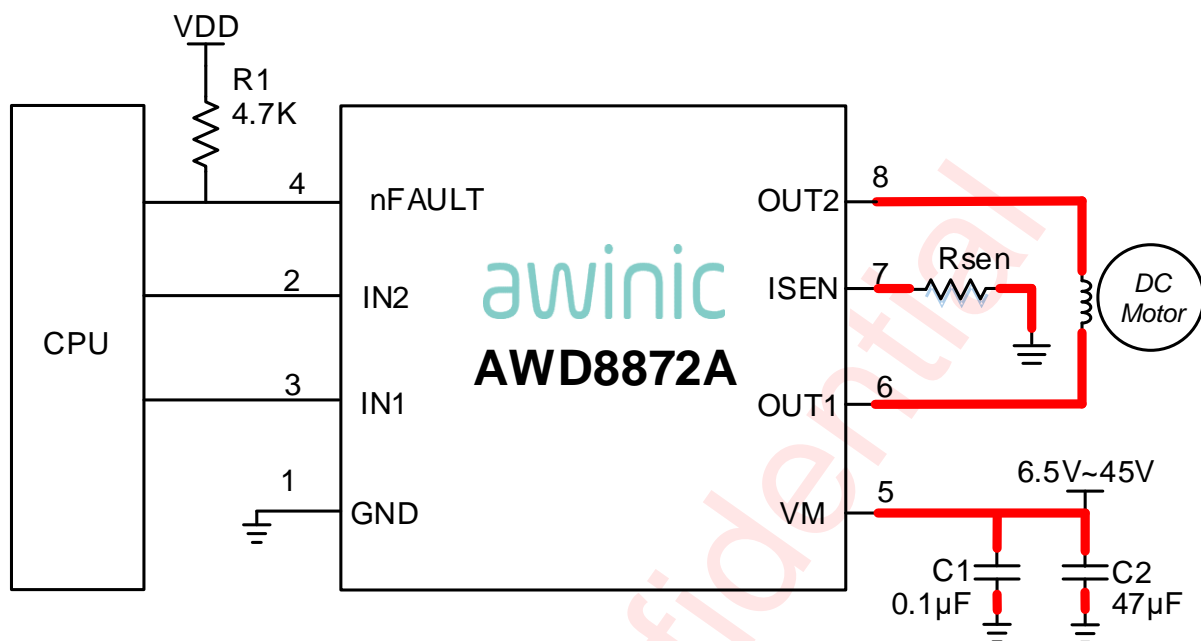 VDD
R1
4.7K
CPU
4
nFAULT
2
IN2
3
IN1
1
GND
awinic
AWD8872A
OUT2
8
ISEN
7
Rsen
OUT1
6
VM
5
DC
Motor
6.5V~45V
C1
0.1µF
C2
47µF
fidential